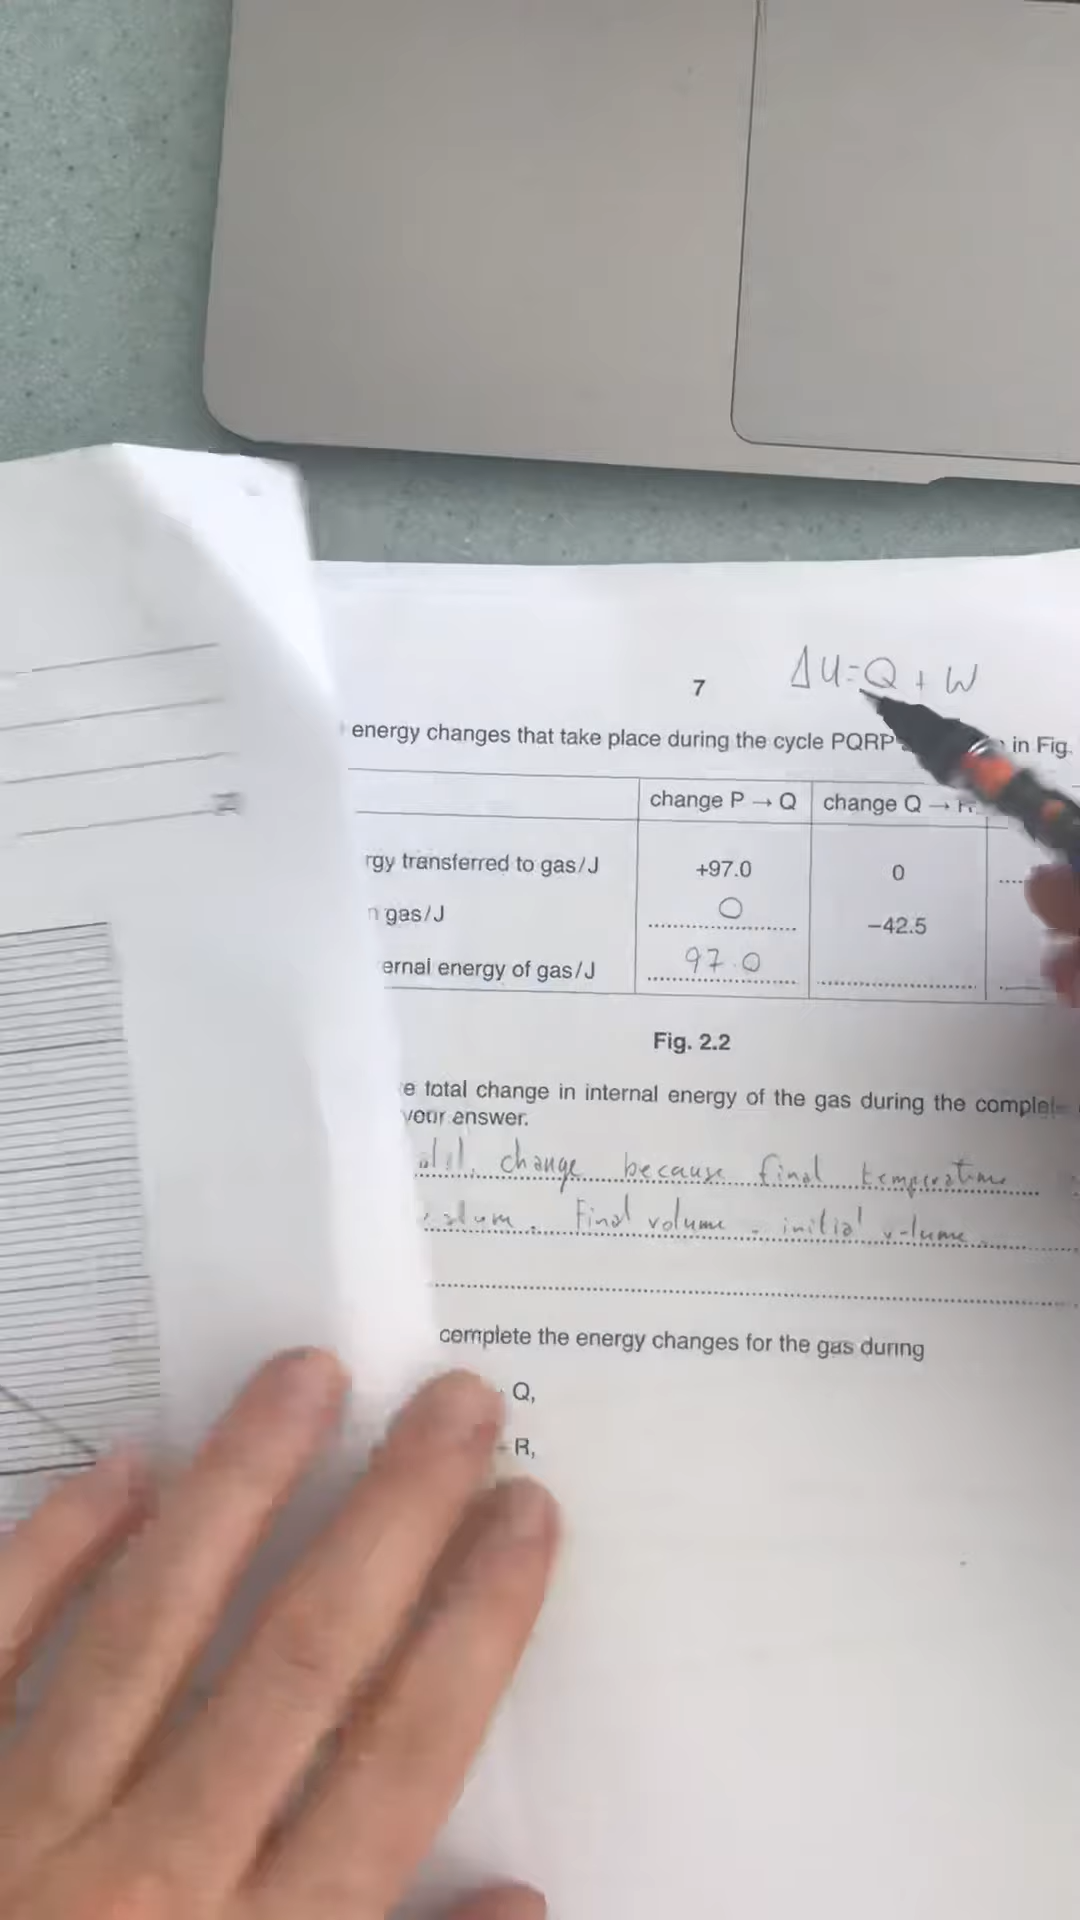 7
ΔU=Q + W
energy changes that take place during the cycle PQRP in Fig.
change P → Q change Q →
rgy transferred to gas/J +97.0 0
n gas/J 0 −42.5
ernal energy of gas/J 97.0
Fig. 2.2
e total change in internal energy of the gas during the complet
your answer.
change because final temperature
Final volume = initial volume
complete the energy changes for the gas during
Q,
R,